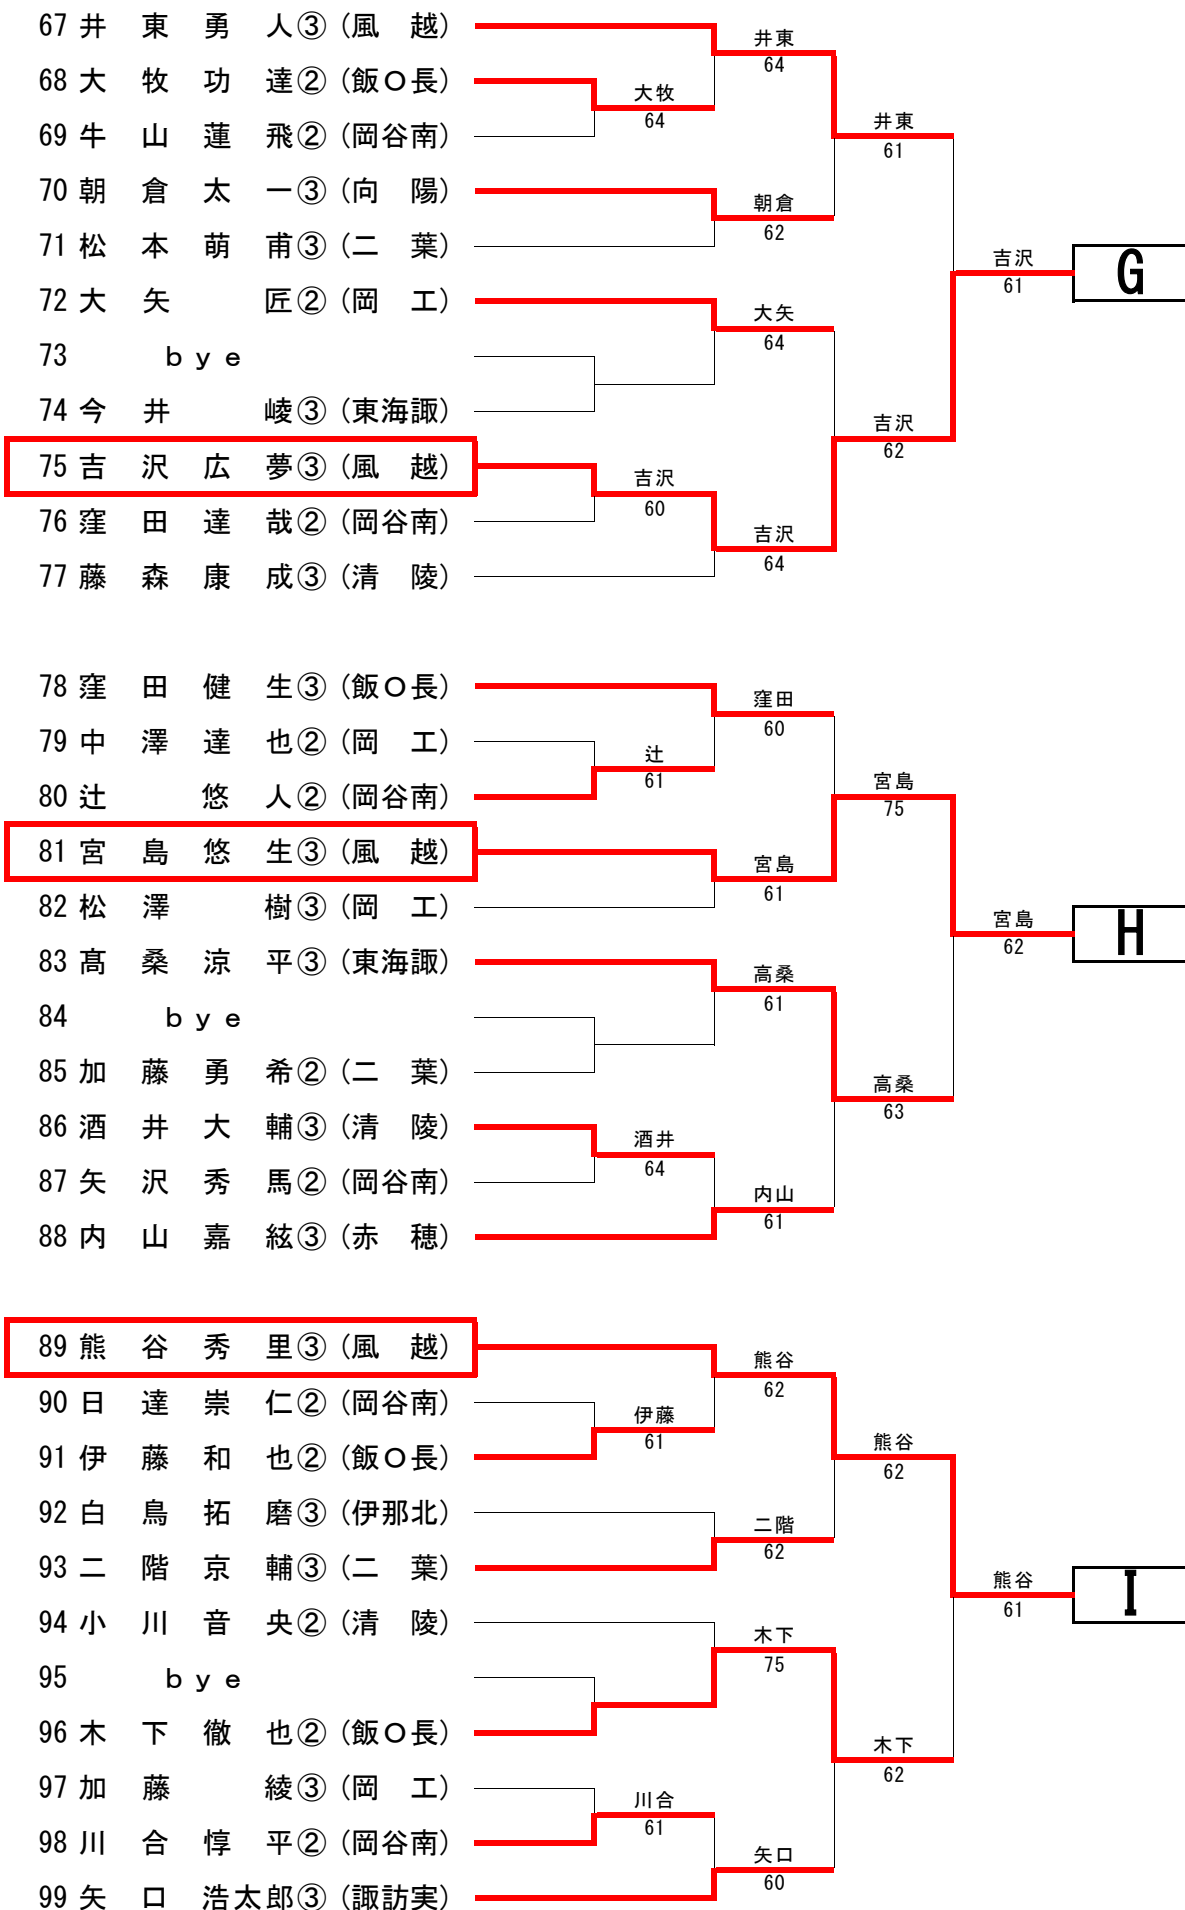 67 井東勇人③(風越)
井東
64
68 大牧功達②(飯O長)
大牧
64
69 牛山蓮飛②(岡谷南)
井東
61
70 朝倉太一③(向陽)
朝倉
62
71 松本萌甫③(二葉)
吉沢
61
G
72 大矢匠②(岡工)
大矢
64
73 bye
74 今井崚③(東海諏)
吉沢
62
75 吉沢広夢③(風越)
吉沢
60
76 窪田達哉②(岡谷南)
吉沢
64
77 藤森康成③(清陵)
78 窪田健生③(飯O長)
窪田
60
79 中澤達也②(岡工)
辻
61
80 辻悠人②(岡谷南)
宮島
75
81 宮島悠生③(風越)
宮島
61
82 松澤樹③(岡工)
宮島
62
H
83 髙桑涼平③(東海諏)
高桑
61
84 bye
85 加藤勇希②(二葉)
高桑
63
86 酒井大輔③(清陵)
酒井
64
87 矢沢秀馬②(岡谷南)
内山
61
88 内山嘉絃③(赤穂)
89 熊谷秀里③(風越)
熊谷
62
90 日達崇仁②(岡谷南)
伊藤
61
91 伊藤和也②(飯O長)
熊谷
62
92 白鳥拓磨③(伊那北)
二階
62
93 二階京輔③(二葉)
熊谷
61
I
94 小川音央②(清陵)
木下
75
95 bye
96 木下徹也②(飯O長)
木下
62
97 加藤綾③(岡工)
川合
61
98 川合惇平②(岡谷南)
矢口
60
99 矢口浩太郎③(諏訪実)